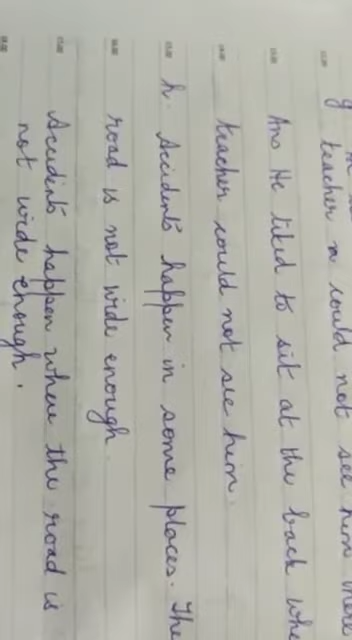 teacher could not see him there
Ans He liked to sit at the back
teacher could not see him.
h. Accidents happen in some places. The
road is not wide enough.
Accidents happen where the road is
not wide enough.